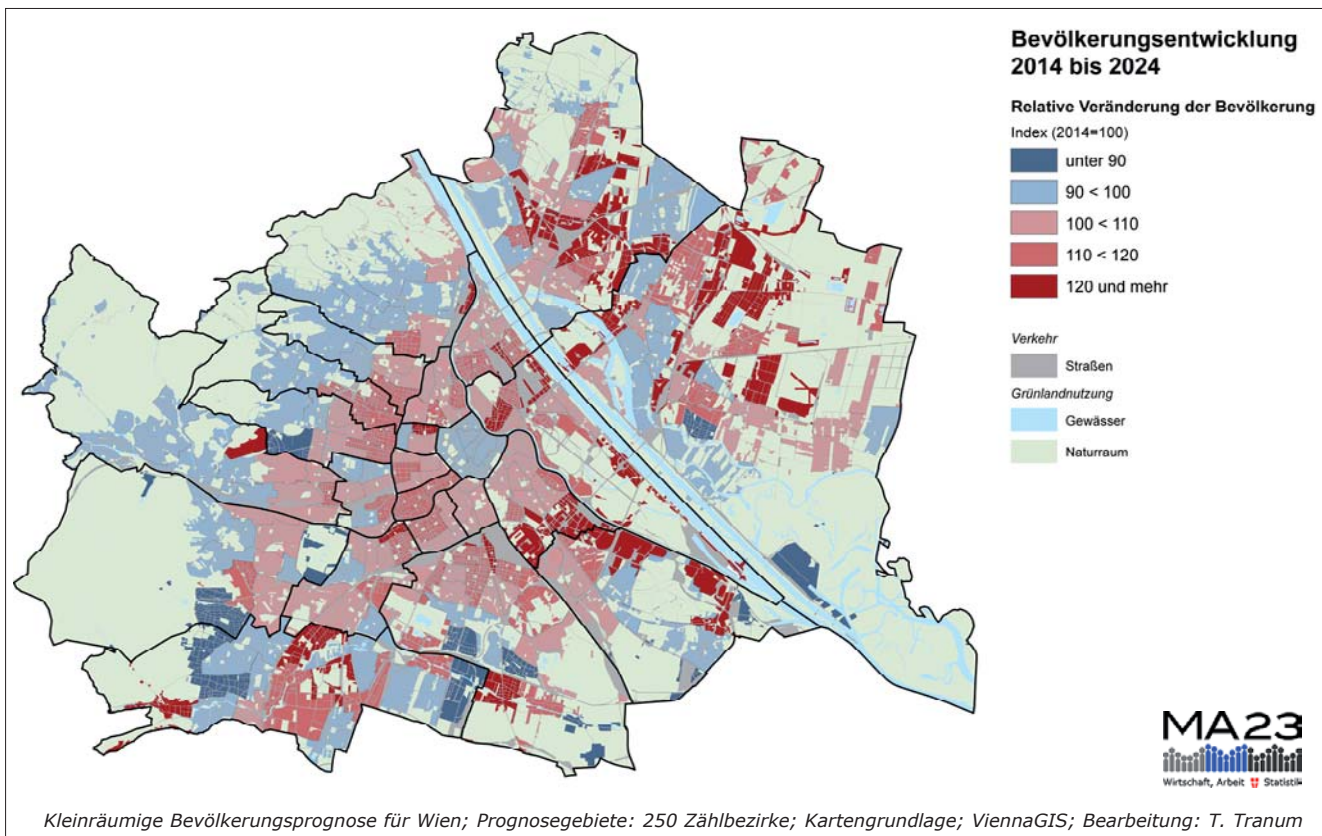 Bevölkerungsentwicklung
2014 bis 2024
Relative Veränderung der Bevölkerung
Index (2014=100)
unter 90
90 < 100
100 < 110
110 < 120
120 und mehr
Verkehr
Straßen
Grünlandnutzung
Gewässer
Naturraum
MA23
Wirtschaft, Arbeit Statistik
Kleinräumige Bevölkerungsprognose für Wien; Prognosegebiete: 250 Zählbezirke; Kartengrundlage; ViennaGIS; Bearbeitung: T. Tranum